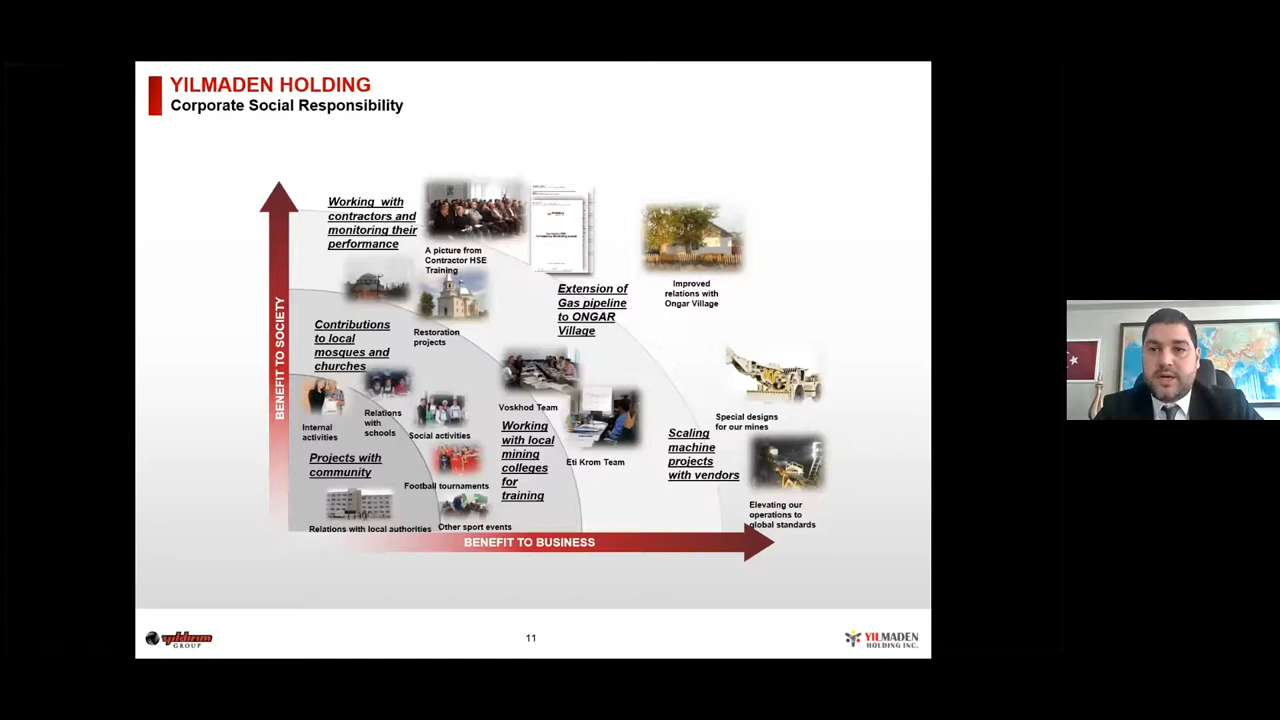 YILMADEN HOLDING
Corporate Social Responsibility
BENEFIT TO SOCIETY
Working with
contractors and
monitoring their
performance
A picture from
Contractor HSE
Training
Improved
relations with
Ongar Village
Extension of
Gas pipeline
to ONGAR
Village
Contributions
to local
mosques and
churches
Restoration
projects
Internal
activities
Relations
with
schools
Social activities
Voskhod Team
Working
with local
mining
colleges
for
training
Eti Krom Team
Special designs
for our mines
Scaling
machine
projects
with vendors
Projects with
community
Football tournaments
Relations with local authorities
Other sport events
Elevating our
operations to
global standards
BENEFIT TO BUSINESS
yıldırım
GROUP
11
YILMADEN
HOLDING INC.